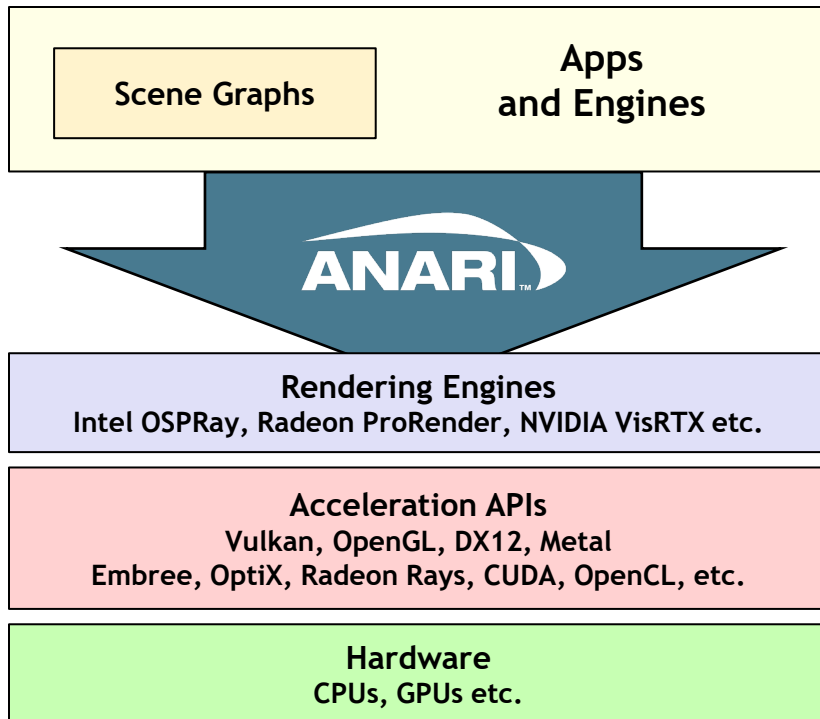 Scene Graphs
Apps
and Engines
ANARI™
Rendering Engines
Intel OSPRay, Radeon ProRender, NVIDIA VisRTX etc.
Acceleration APIs
Vulkan, OpenGL, DX12, Metal
Embree, OptiX, Radeon Rays, CUDA, OpenCL, etc.
Hardware
CPUs, GPUs etc.